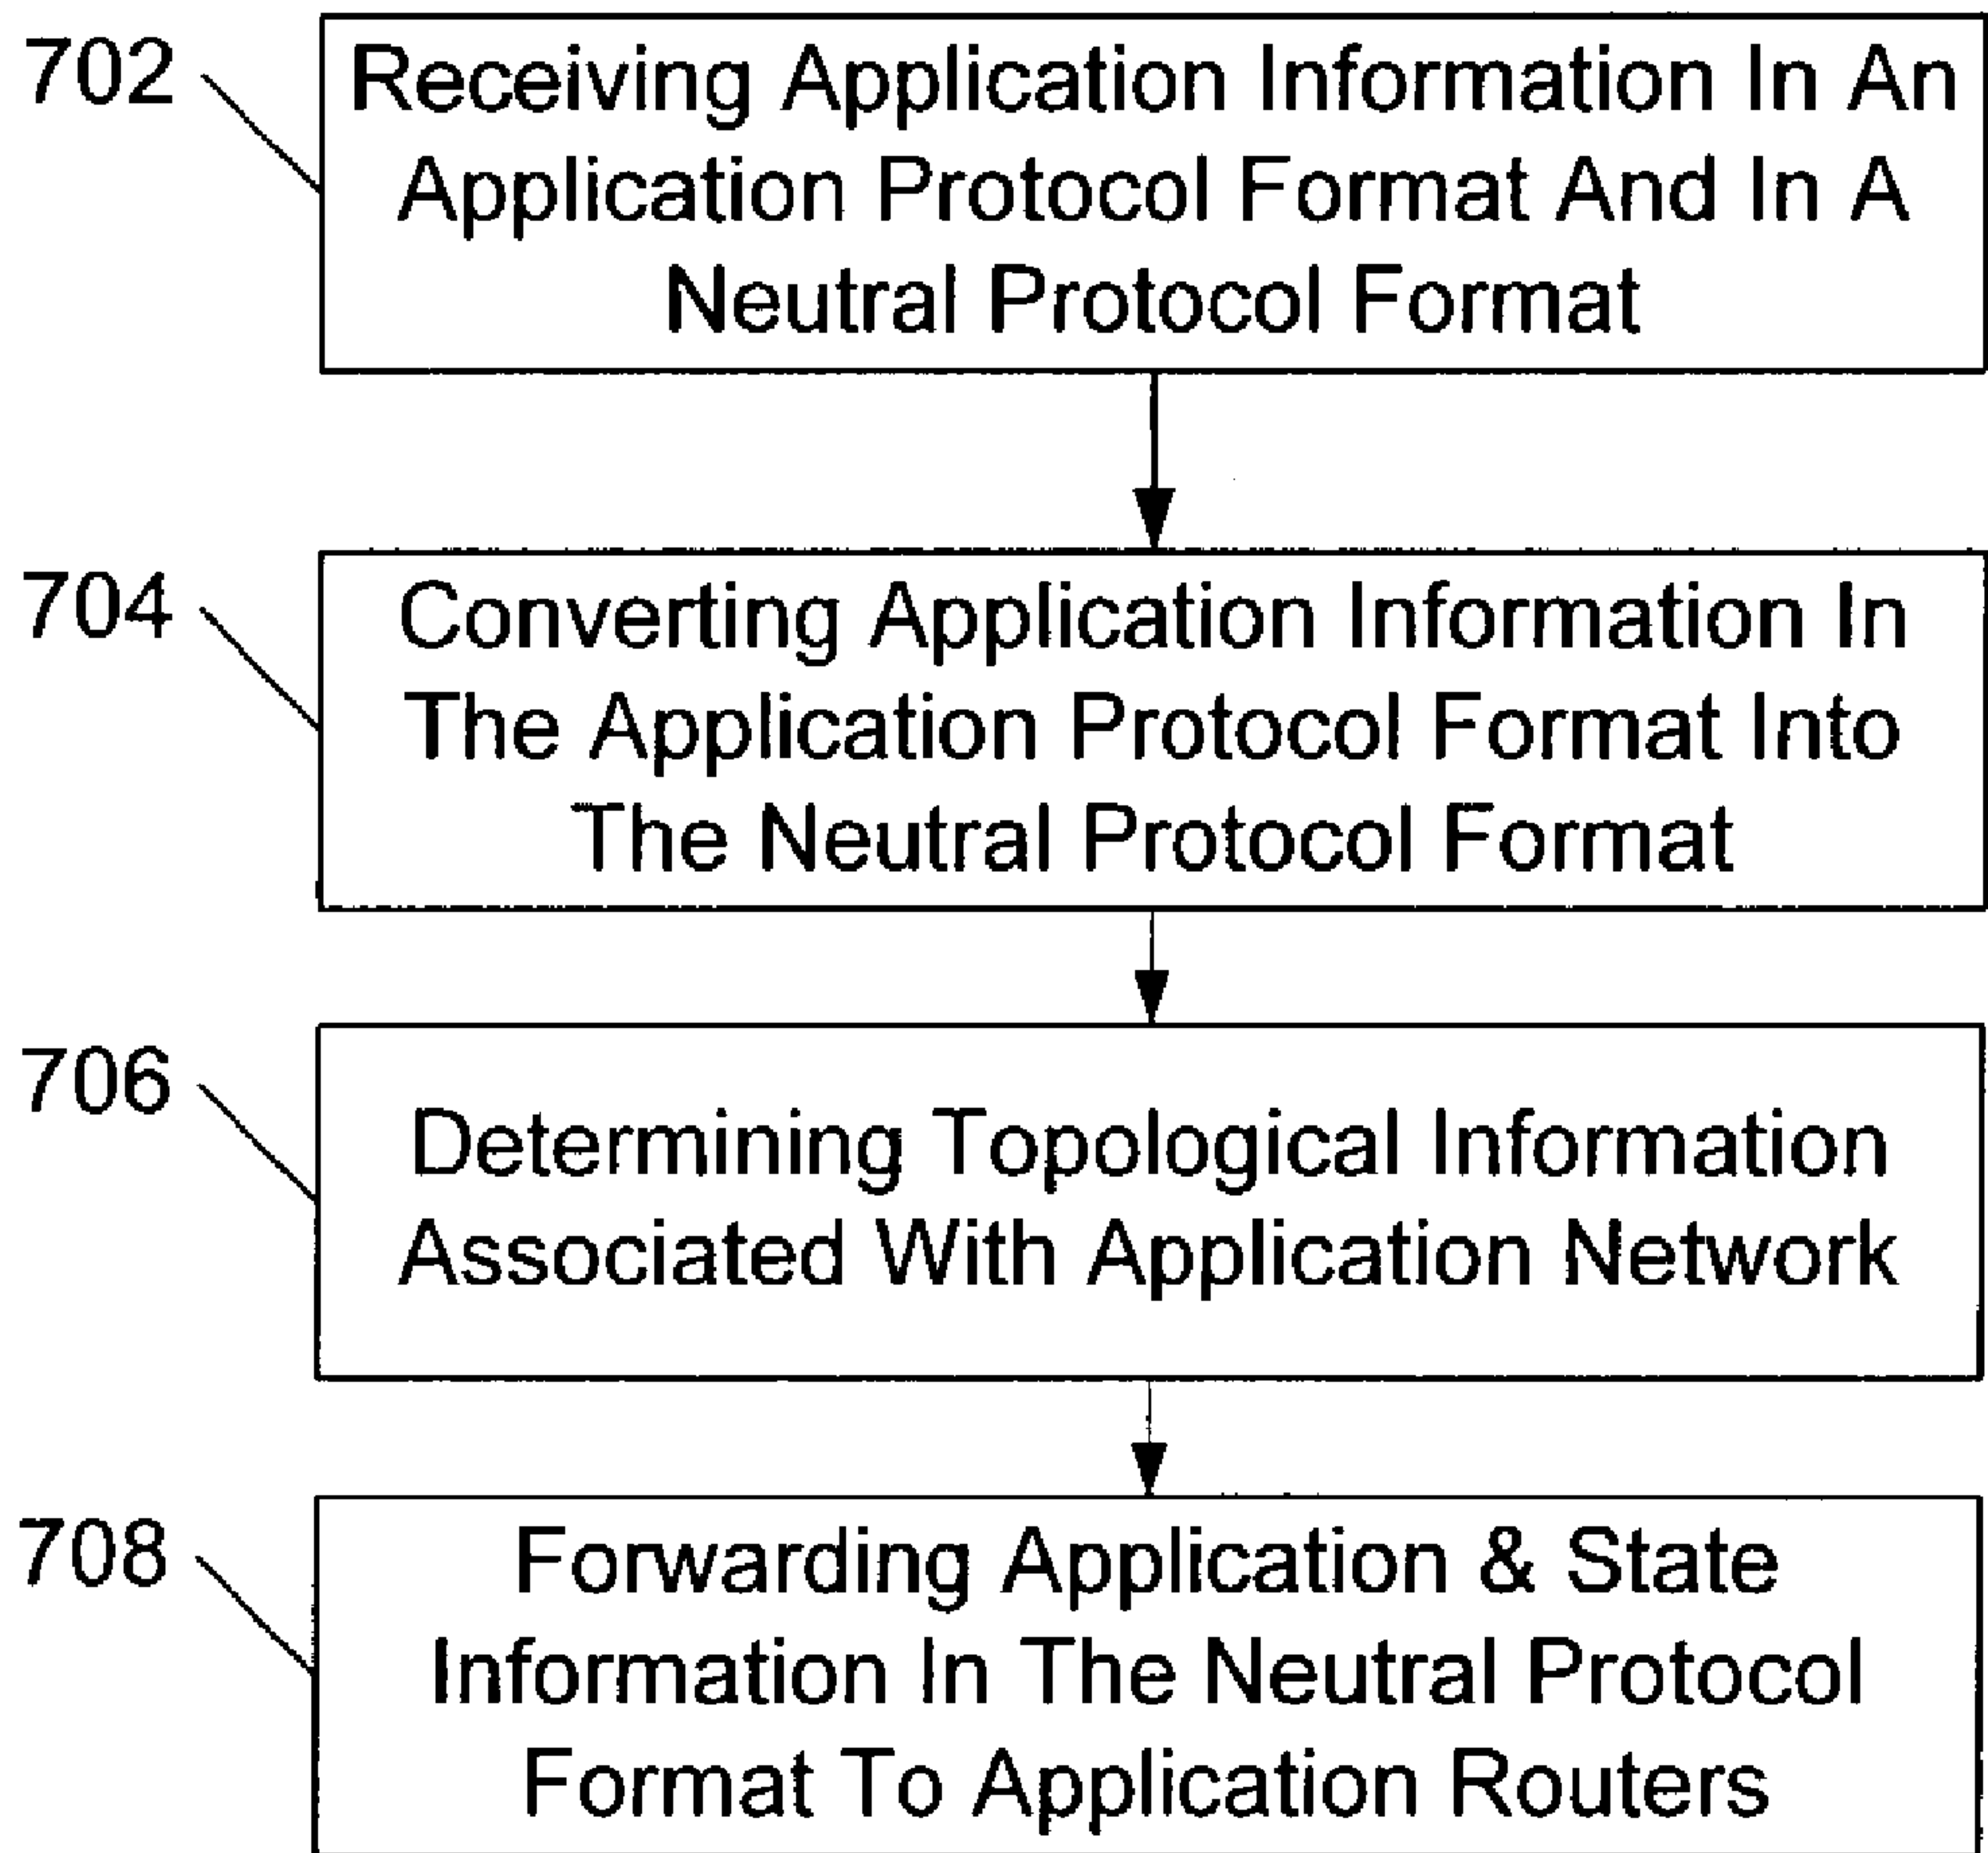 702
Receiving Application Information In An
Application Protocol Format And In A
Neutral Protocol Format
704
Converting Application Information In
The Application Protocol Format Into
The Neutral Protocol Format
706
Determining Topological Information
Associated With Application Network
708
Forwarding Application & State
Information In The Neutral Protocol
Format To Application Routers